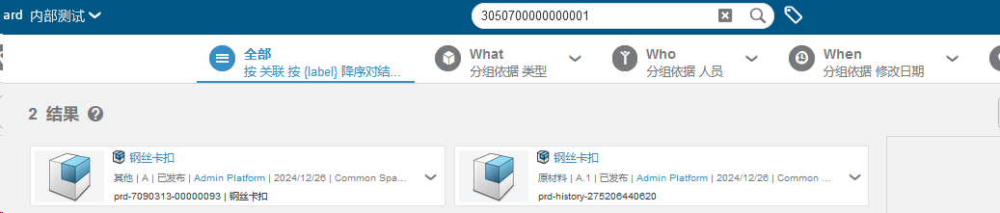 ard 内部测试
3050700000000001
全部
按 关联 按 {label} 降序对结...
What
分组依据 类型
Who
分组依据 人员
When
分组依据 修改日期
2 结果
钢丝卡扣
其他 | A | 已发布 | Admin Platform | 2024/12/26 | Common Spa...
prd-7090313-00000093 | 钢丝卡扣
钢丝卡扣
原材料 | A.1 | 已发布 | Admin Platform | 2024/12/26 | Common ...
prd-history-275206440620